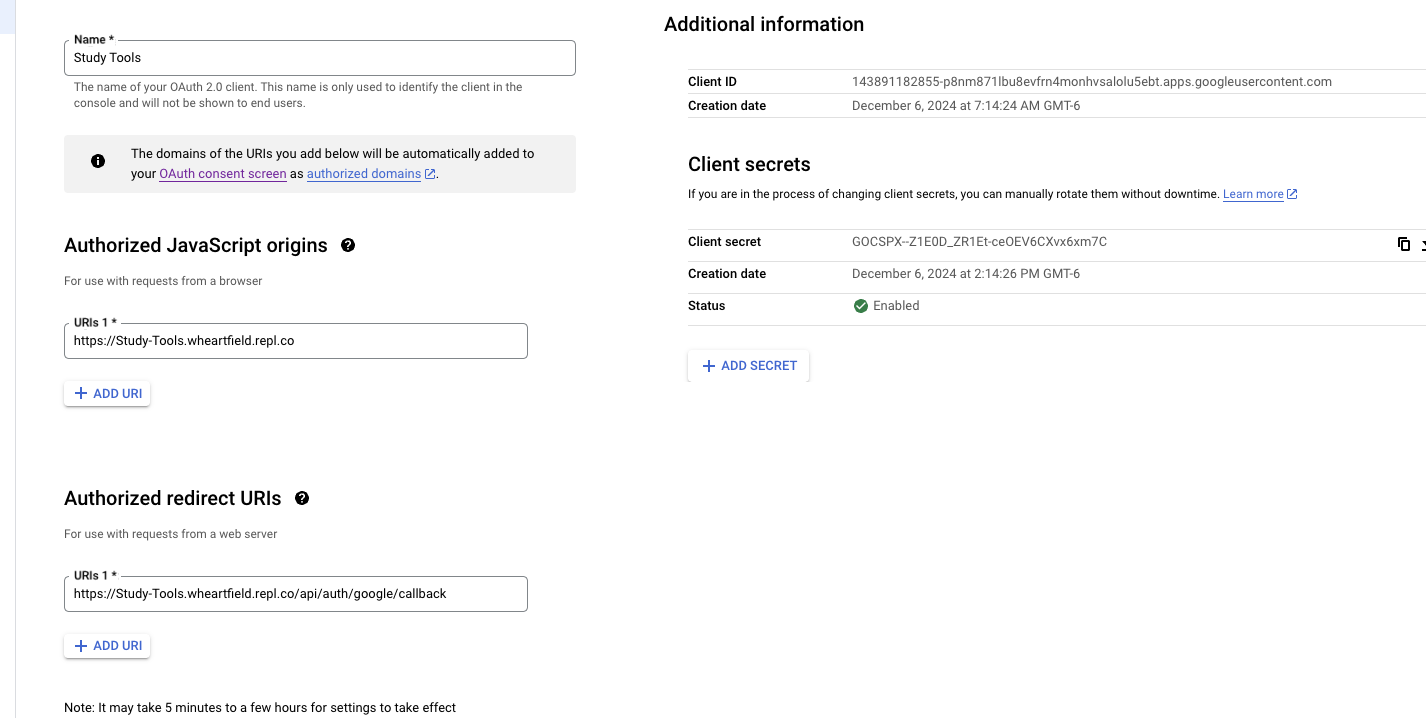 Name *
Study Tools
The name of your OAuth 2.0 client. This name is only used to identify the client in the
console and will not be shown to end users.
The domains of the URIs you add below will be automatically added to
your OAuth consent screen as authorized domains.
Authorized JavaScript origins
For use with requests from a browser
URIs 1 *
https://Study-Tools.wheartfield.repl.co
ADD URI
Authorized redirect URIs
For use with requests from a web server
URIs 1 *
https://Study-Tools.wheartfield.repl.co/api/auth/google/callback
ADD URI
Note: It may take 5 minutes to a few hours for settings to take effect
Additional information
Client ID 143891182855-p8nm871lbu8evfrn4monhvsalolu5ebt.apps.googleusercontent.com
Creation date December 6, 2024 at 7:14:24 AM GMT-6
Client secrets
If you are in the process of changing client secrets, you can manually rotate them without downtime. Learn more
Client secret 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
Creation date December 6, 2024 at 2:14:26 PM GMT-6
Status Enabled
ADD SECRET